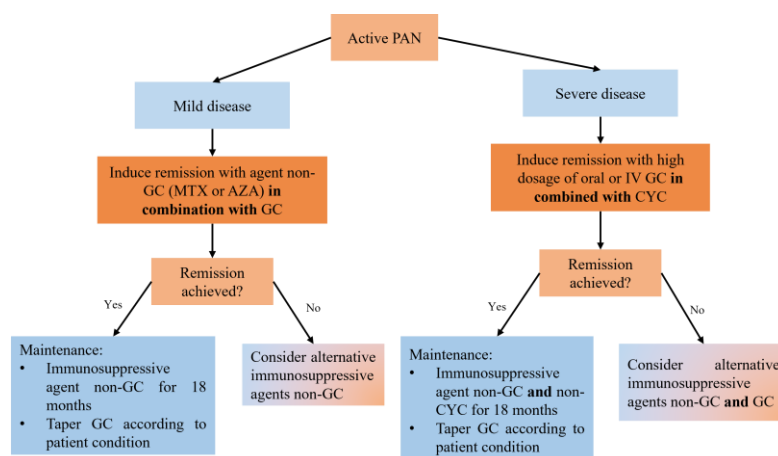 Active PAN
Mild disease
Severe disease
Induce remission with agent non-
GC (MTX or AZA) in
combination with GC
Induce remission with high
dosage of oral or IV GC in
combined with CYC
Remission
achieved?
Remission
achieved?
Yes
No
Yes
No
Maintenance:
• Immunosuppressive
agent non-GC for 18
months
• Taper GC according to
patient condition
Consider alternative
immunosuppressive
agents non-GC
Maintenance:
• Immunosuppressive
agent non-GC and non-
CYC for 18 months
• Taper GC according to
patient condition
Consider alternative
immunosuppressive
agents non-GC and GC